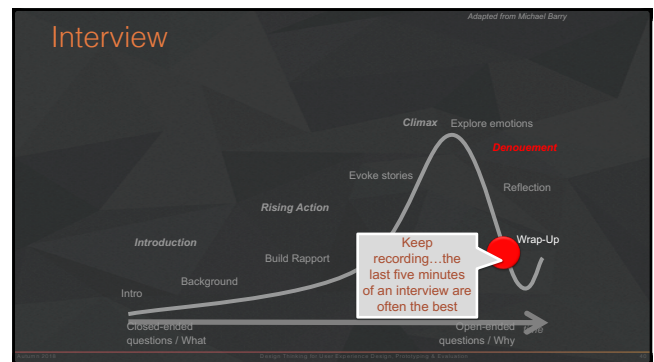 Adapted from Michael Barry
Interview
Climax
Explore emotions
Denouement
Evoke stories
Reflection
Rising Action
Introduction
Keep
recording...the
last five minutes
of an interview are
often the best
Wrap-Up
Build Rapport
Background
Intro
Closed-ended
questions / What
Open-ended
questions / Why
Time
Design Thinking for User Experience Design, Prototyping & Evaluation